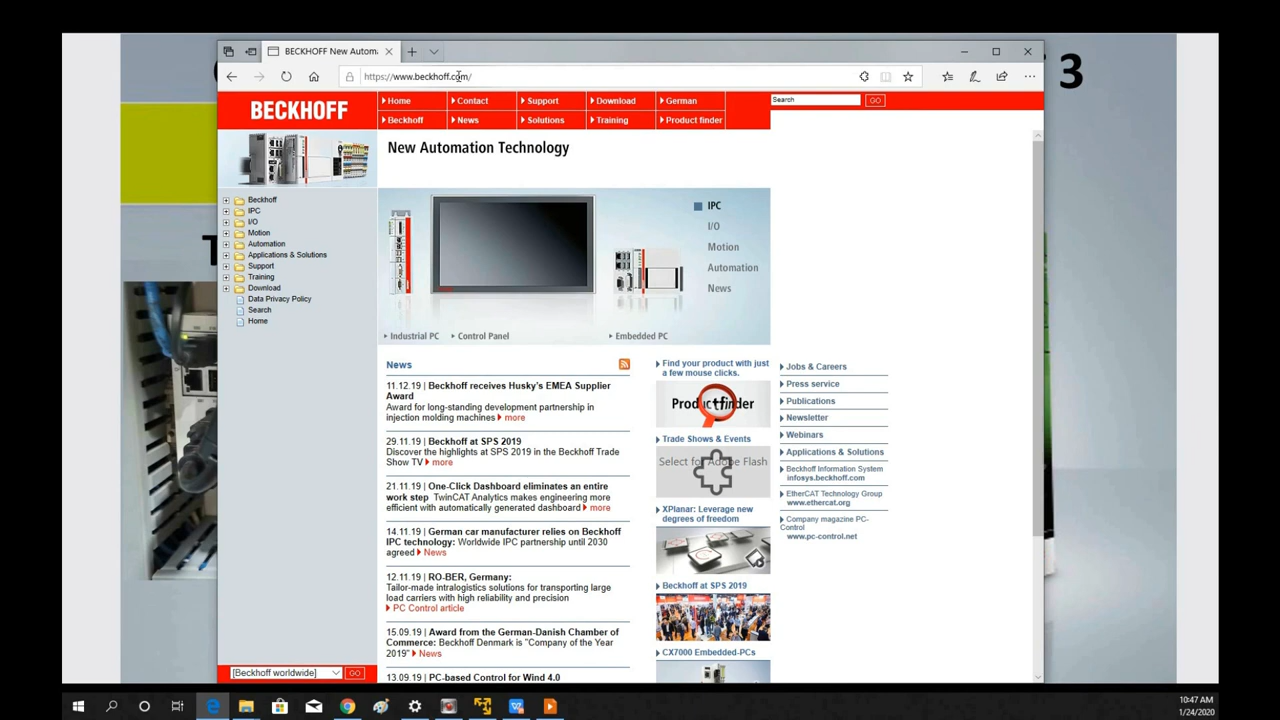 3
BECKHOFF New Autom
https://www.beckhoff.com/
BECKHOFF
Home
Contact
Support
Download
German
Beckhoff
News
Solutions
Training
Product finder
Search
GO
New Automation Technology
IPC
I/O
Motion
Automation
News
Industrial PC
Control Panel
Embedded PC
Beckhoff
IPC
I/O
Motion
Automation
Applications & Solutions
Support
Training
Download
Data Privacy Policy
Search
Home
News
11.12.19 | Beckhoff receives Husky's EMEA Supplier
Award
Award for long-standing development partnership in
injection molding machines more
29.11.19 | Beckhoff at SPS 2019
Discover the highlights at SPS 2019 in the Beckhoff Trade
Show TV more
21.11.19 | One-Click Dashboard eliminates an entire
work step TwinCAT Analytics makes engineering more
efficient with automatically generated dashboard more
14.11.19 | German car manufacturer relies on Beckhoff
IPC technology: Worldwide IPC partnership until 2030
agreed News
12.11.19 | RO-BER, Germany:
Tailor-made intralogistics solutions for transporting large
load carriers with high reliability and precision
PC Control article
15.09.19 | Award from the German-Danish Chamber of
Commerce: Beckhoff Denmark is "Company of the Year
2019" News
13.09.19 | PC-based Control for Wind 4.0
Find your product with just
a few mouse clicks.
Productfinder
Trade Shows & Events
Select for Adobe Flash
XPlanar: Leverage new
degrees of freedom
Beckhoff at SPS 2019
CX7000 Embedded-PCs
Jobs & Careers
Press service
Publications
Newsletter
Webinars
Applications & Solutions
Beckhoff Information System
infosys.beckhoff.com
EtherCAT Technology Group
www.ethercat.org
Company magazine PC-
Control
www.pc-control.net
[Beckhoff worldwide]
GO
10:47 AM
1/24/2020